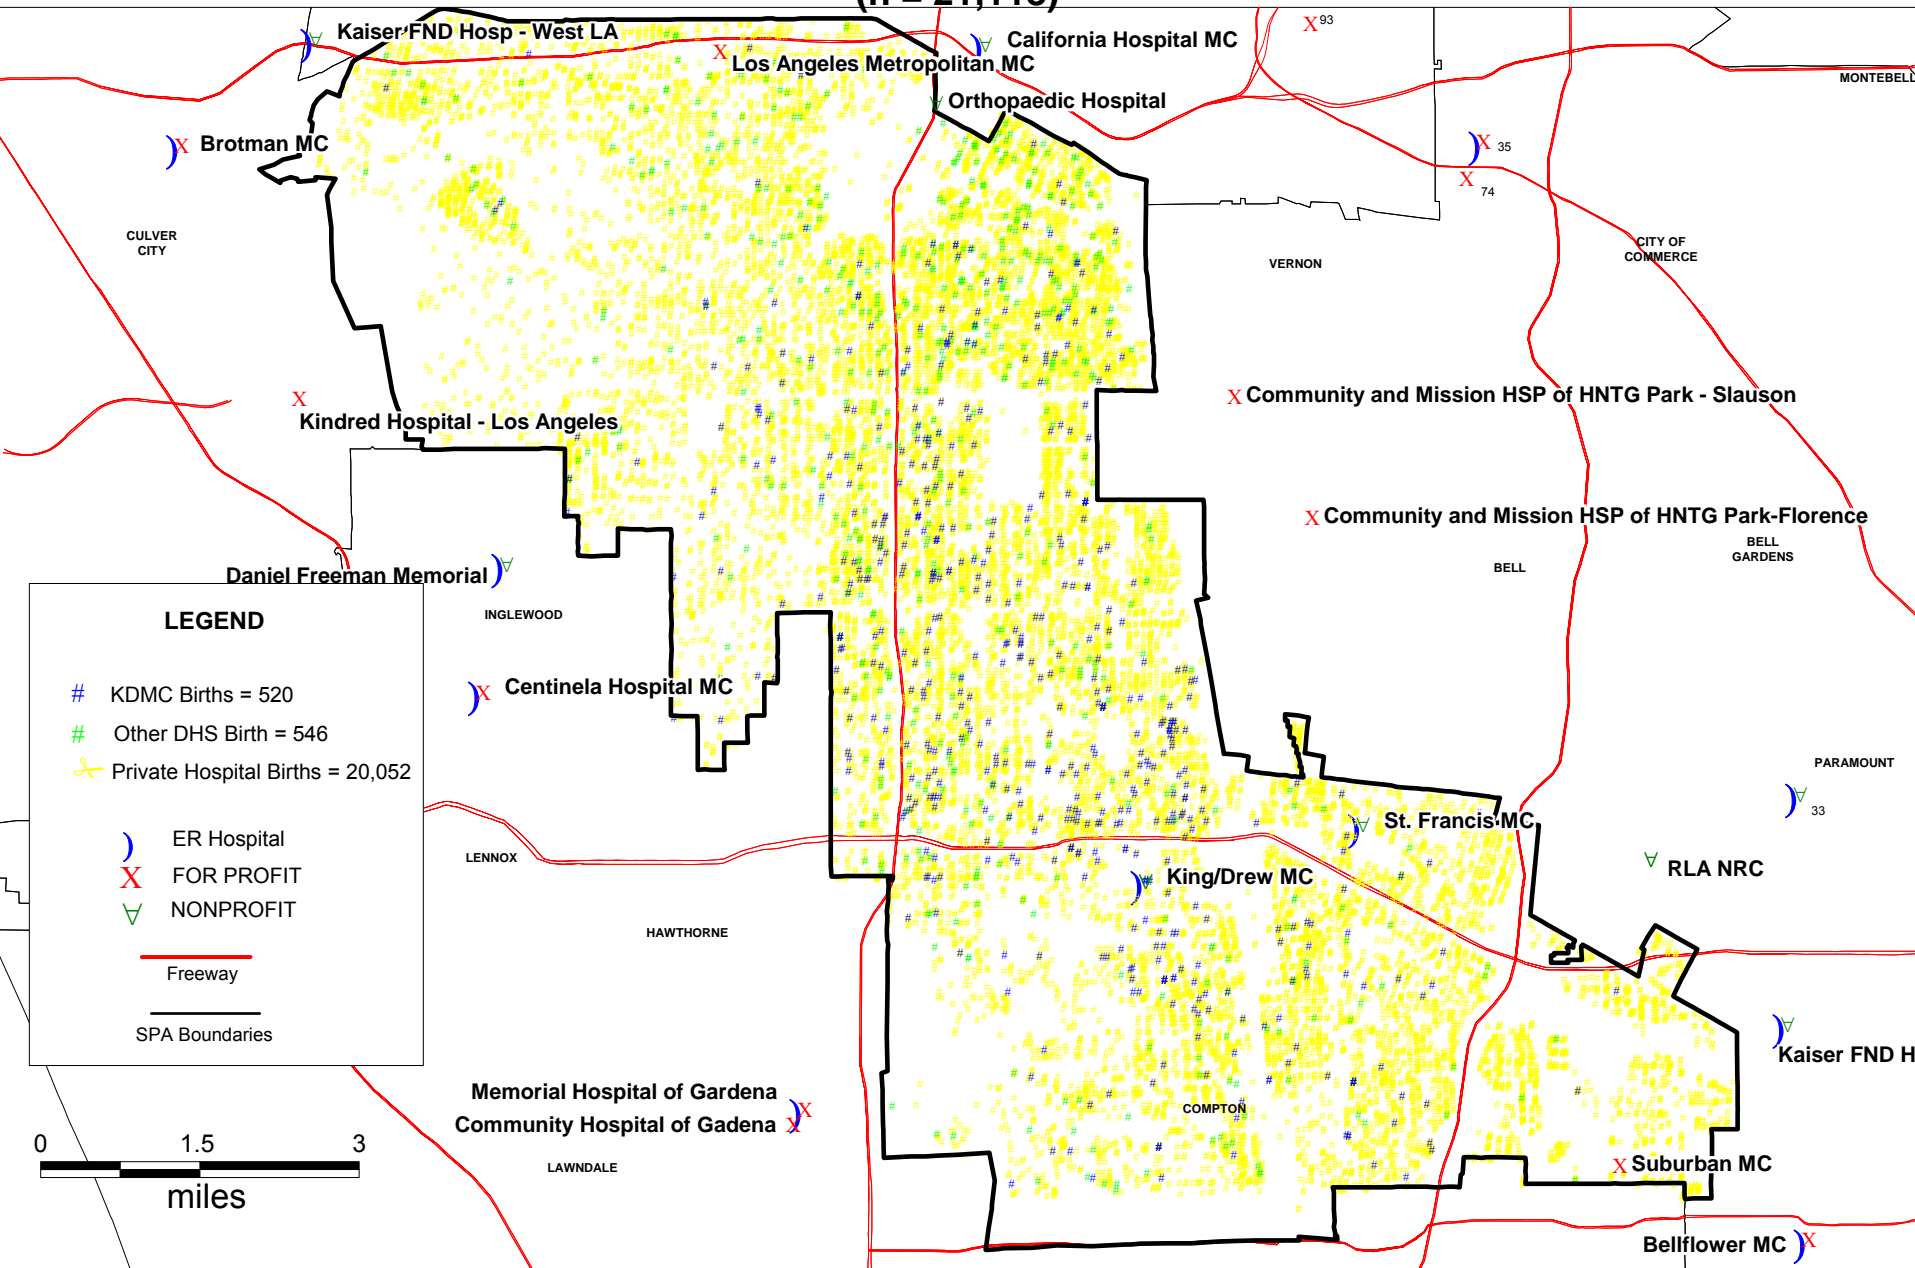 Kaiser FND Hosp - West LA
California Hospital MC
93
Los Angeles Metropolitan MC
MONTEBELL
Orthopaedic Hospital
Brotman MC
35
74
CULVER
CITY
VERNON
CITY OF
COMMERCE
Community and Mission HSP of HNTG Park - Slauson
Kindred Hospital - Los Angeles
Community and Mission HSP of HNTG Park-Florence
BELL
GARDENS
BELL
Daniel Freeman Memorial
INGLEWOOD
Centinela Hospital MC
LEGEND
KDMC Births = 520
Other DHS Birth = 546
Private Hospital Births = 20,052
ER Hospital
FOR PROFIT
NONPROFIT
Freeway
SPA Boundaries
PARAMOUNT
33
St. Francis MC
LENNOX
RLA NRC
King/Drew MC
HAWTHORNE
Kaiser FND H
Memorial Hospital of Gardena
Community Hospital of Gadena
COMPTON
LAWNDALE
Suburban MC
Bellflower MC
0 1.5 3
miles